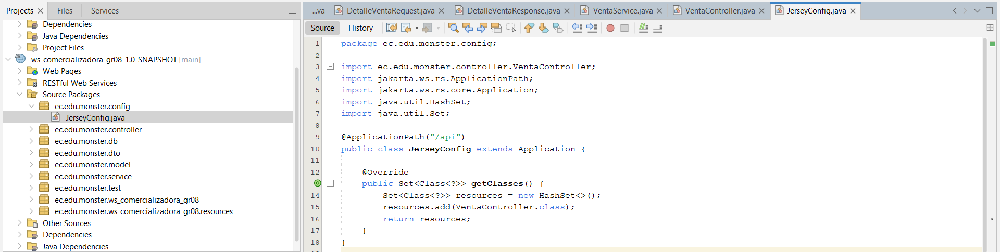 Projects
Files
Services
Dependencies
Java Dependencies
Project Files
ws_comercializadora_gr08-1.0-SNAPSHOT [main]
Web Pages
RESTful Web Services
Source Packages
ec.edu.monster.config
JerseyConfig.java
ec.edu.monster.controller
ec.edu.monster.db
ec.edu.monster.dto
ec.edu.monster.model
ec.edu.monster.service
ec.edu.monster.test
ec.edu.monster.ws_comercializadora_gr08
ec.edu.monster.ws_comercializadora_gr08.resources
Other Sources
Dependencies
Java Dependencies
...va
DetalleVentaRequest.java
DetalleVentaResponse.java
VentaService.java
VentaController.java
JerseyConfig.java
Source
History
1 package ec.edu.monster.config;
2
3 import ec.edu.monster.controller.VentaController;
4 import jakarta.ws.rs.ApplicationPath;
5 import jakarta.ws.rs.core.Application;
6 import java.util.HashSet;
7 import java.util.Set;
8
9 @ApplicationPath("/api")
10 public class JerseyConfig extends Application {
11
12 @Override
public Set<Class<?>> getClasses() {
14 Set<Class<?>> resources = new HashSet<>();
15 resources.add(VentaController.class);
16 return resources;
17 }
18 }